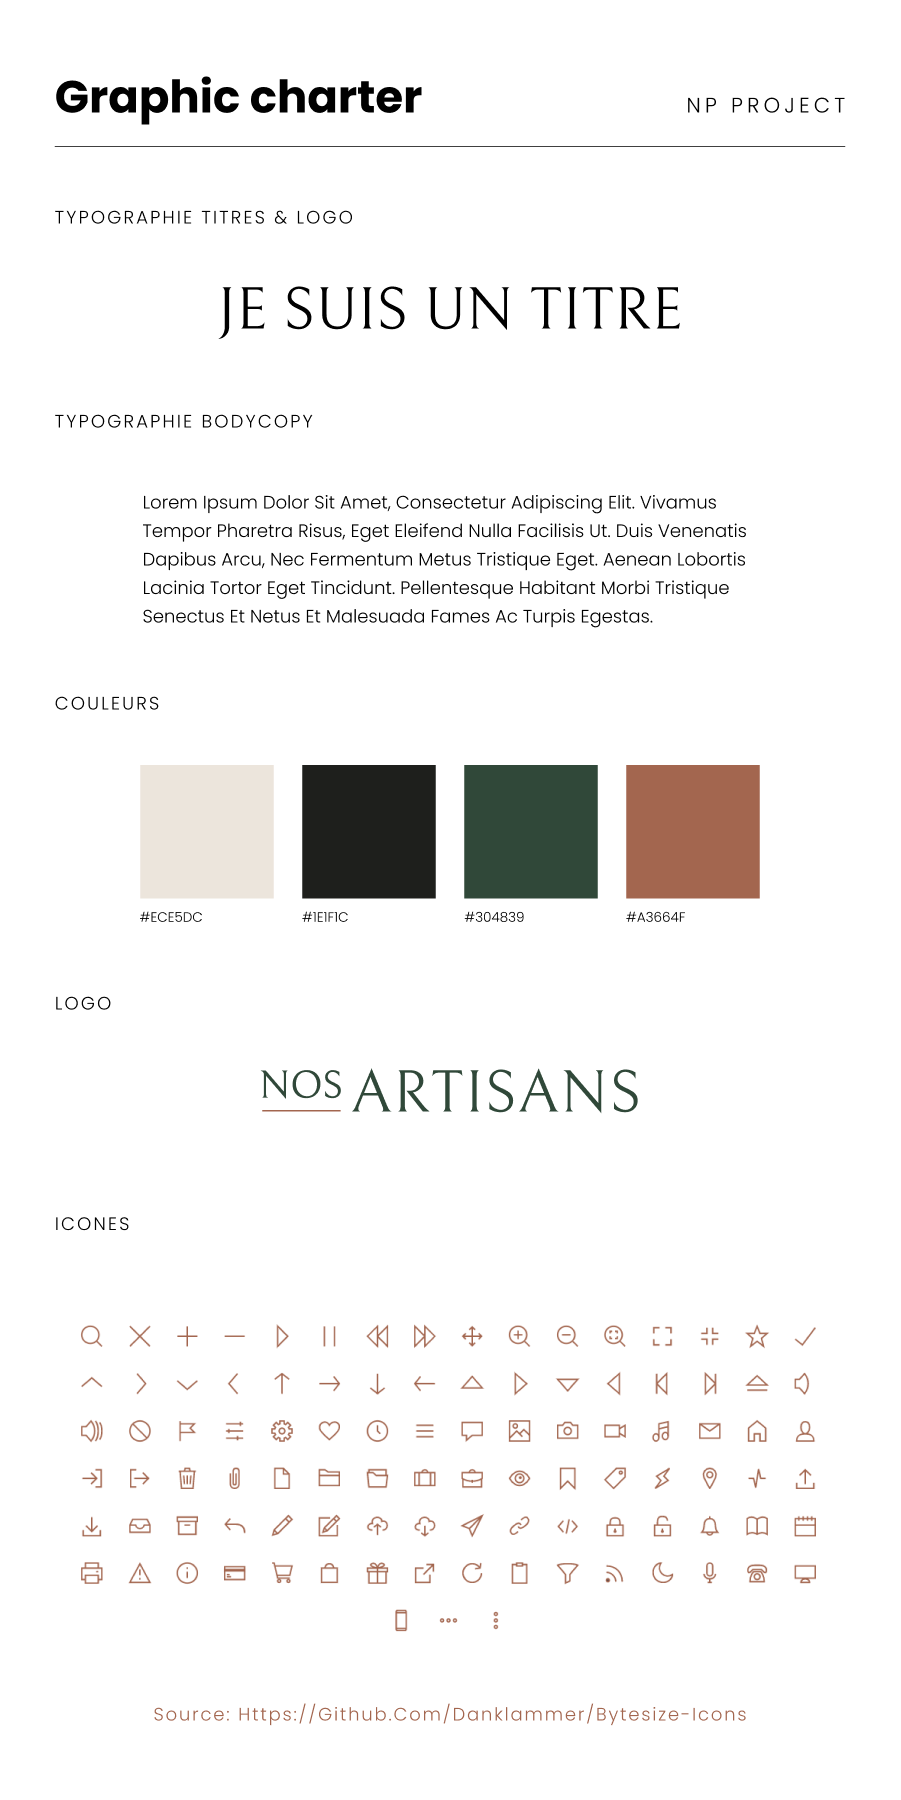 Graphic charter
NP PROJECT
TYPOGRAPHIE TITRES & LOGO
JE SUIS UN TITRE
TYPOGRAPHIE BODYCOPY
Lorem Ipsum Dolor Sit Amet, Consectetur Adipiscing Elit. Vivamus
Tempor Pharetra Risus, Eget Eleifend Nulla Facilisis Ut. Duis Venenatis
Dapibus Arcu, Nec Fermentum Metus Tristique Eget. Aenean Lobortis
Lacinia Tortor Eget Tincidunt. Pellentesque Habitant Morbi Tristique
Senectus Et Netus Et Malesuada Fames Ac Turpis Egestas.
COULEURS
#ECE5DC
#1E1F1C
#304839
#A3664F
LOGO
NOS ARTISANS
ICONES
Source: Https://Github.Com/Danklammer/Bytesize-Icons